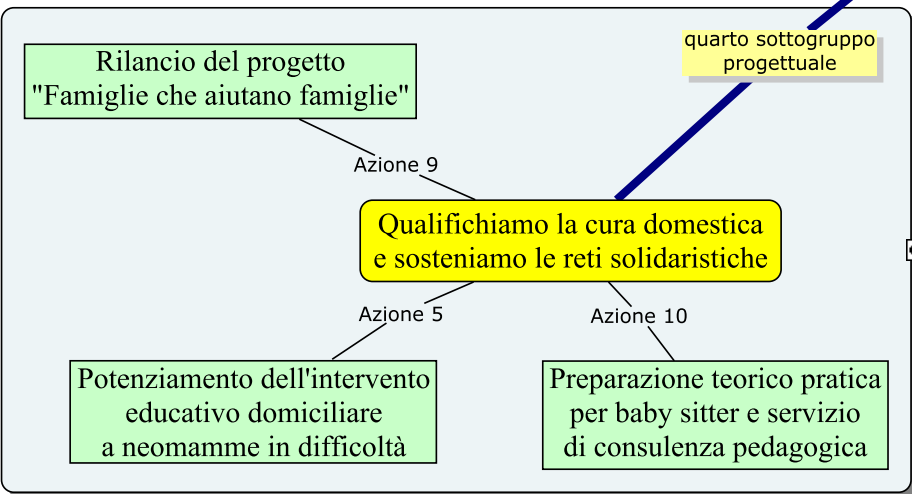 quarto sottogruppo
progettuale
Rilancio del progetto
"Famiglie che aiutano famiglie"
Azione 9
Qualifichiamo la cura domestica
e sosteniamo le reti solidaristiche
Azione 5
Azione 10
Potenziamento dell'intervento
educativo domiciliare
a neomamme in difficoltà
Preparazione teorico pratica
per baby sitter e servizio
di consulenza pedagogica